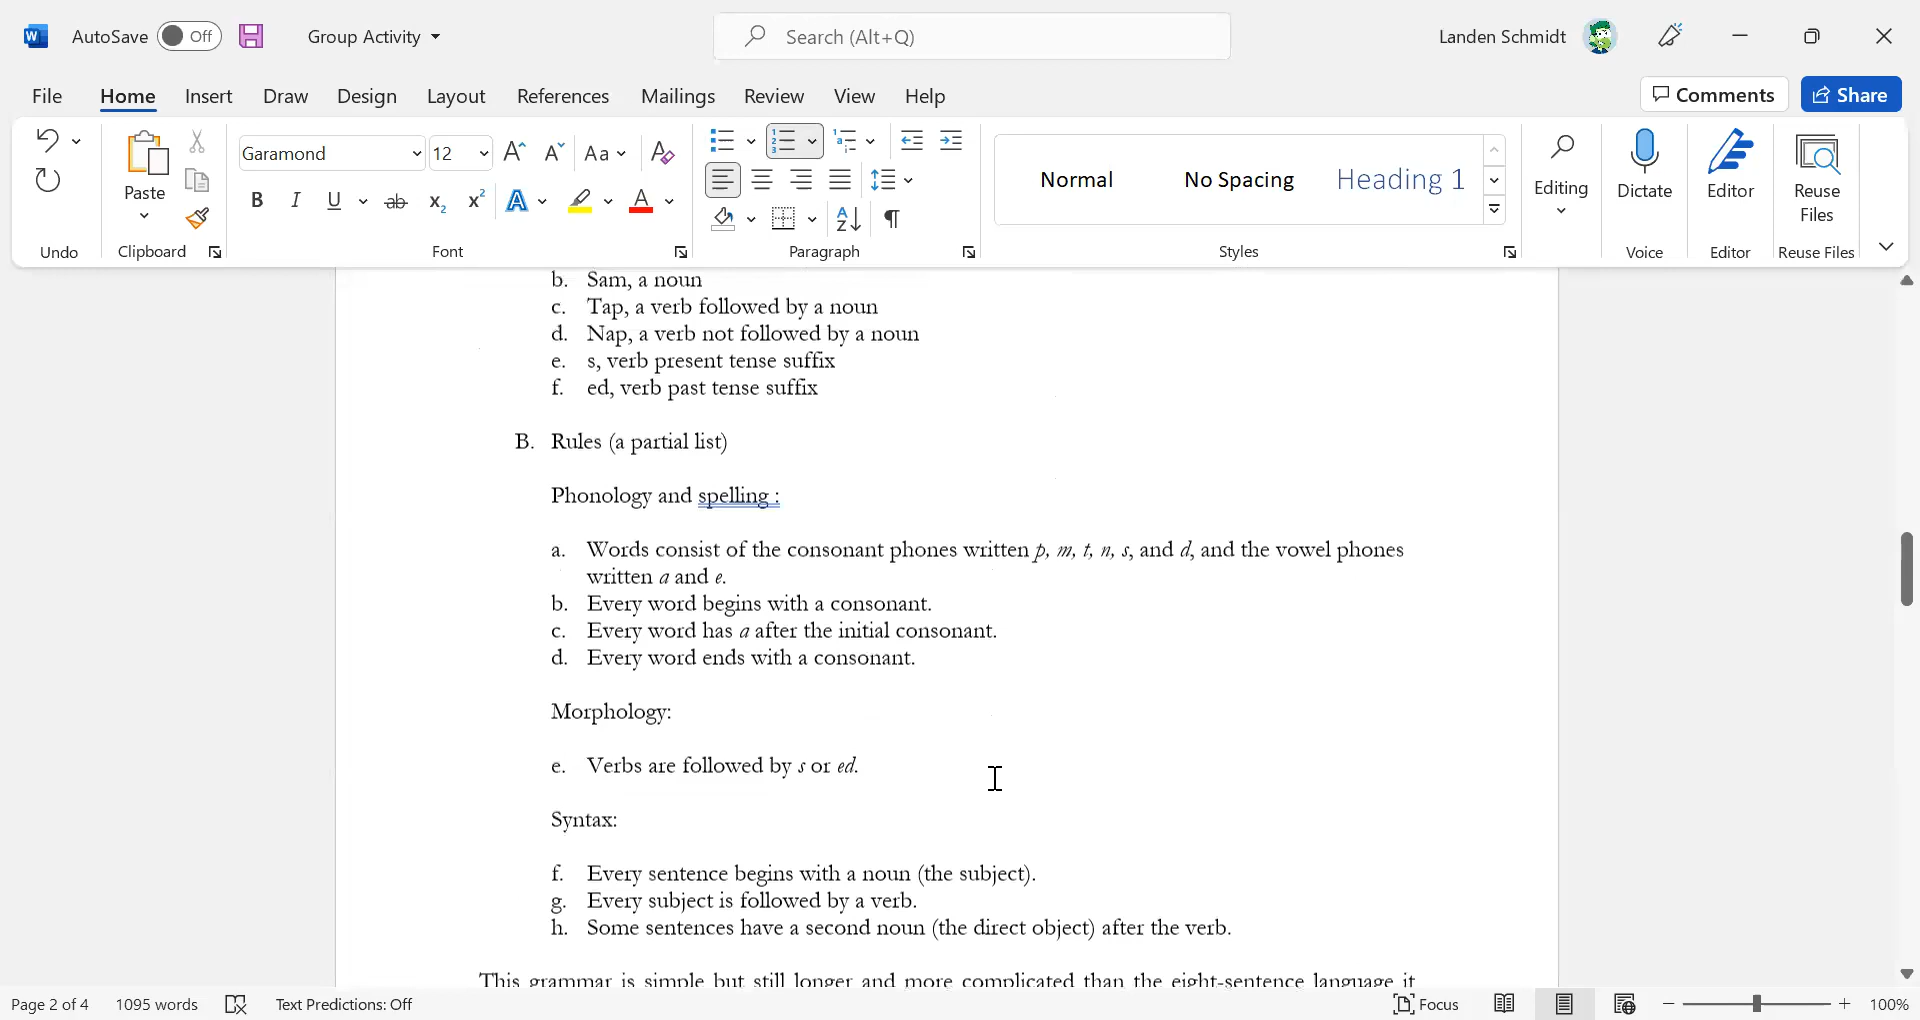 AutoSave Off Group Activity Search (Alt+Q) Landen Schmidt
File Home Insert Draw Design Layout References Mailings Review View Help Comments Share
Garamond 12 Aa
Paste
B I U ab x₂ x² A A
Normal No Spacing Heading 1
Editing Dictate Editor Reuse Files
Undo Clipboard Font Paragraph Styles Voice Editor Reuse Files
b. Sam, a noun
c. Tap, a verb followed by a noun
d. Nap, a verb not followed by a noun
e. s, verb present tense suffix
f. ed, verb past tense suffix
B. Rules (a partial list)
Phonology and spelling :
a. Words consist of the consonant phones written p, m, t, n, s, and d, and the vowel phones
written a and e.
b. Every word begins with a consonant.
c. Every word has a after the initial consonant.
d. Every word ends with a consonant.
Morphology:
e. Verbs are followed by s or ed.
Syntax:
f. Every sentence begins with a noun (the subject).
g. Every subject is followed by a verb.
h. Some sentences have a second noun (the direct object) after the verb.
This grammar is simple but still longer and more complicated than the eight-sentence language it
Page 2 of 4 1095 words Text Predictions: Off Focus 100%